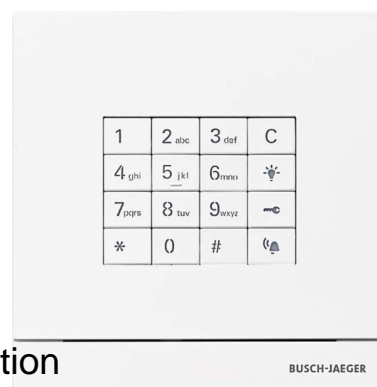 1 2 abc 3 def C
4 ghi 5 jkl 6 mno
7 pqrs 8 tuv 9 wxyz
* 0 #
tion
BUSCH-JAEGER